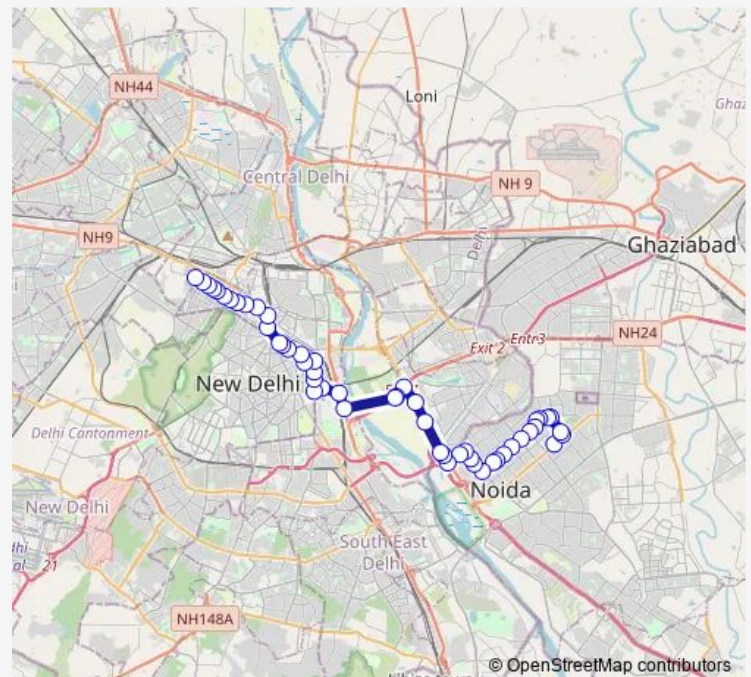 NH44
Loni
Central Delhi
NH 9
NH9
Delhi
Ghaziabad
Exit 2
Entr3
NH24
New Delhi
Delhi Cantonment
New Delhi
Noida
21
South East
Delhi
NH148A
© OpenStreetMap contributors